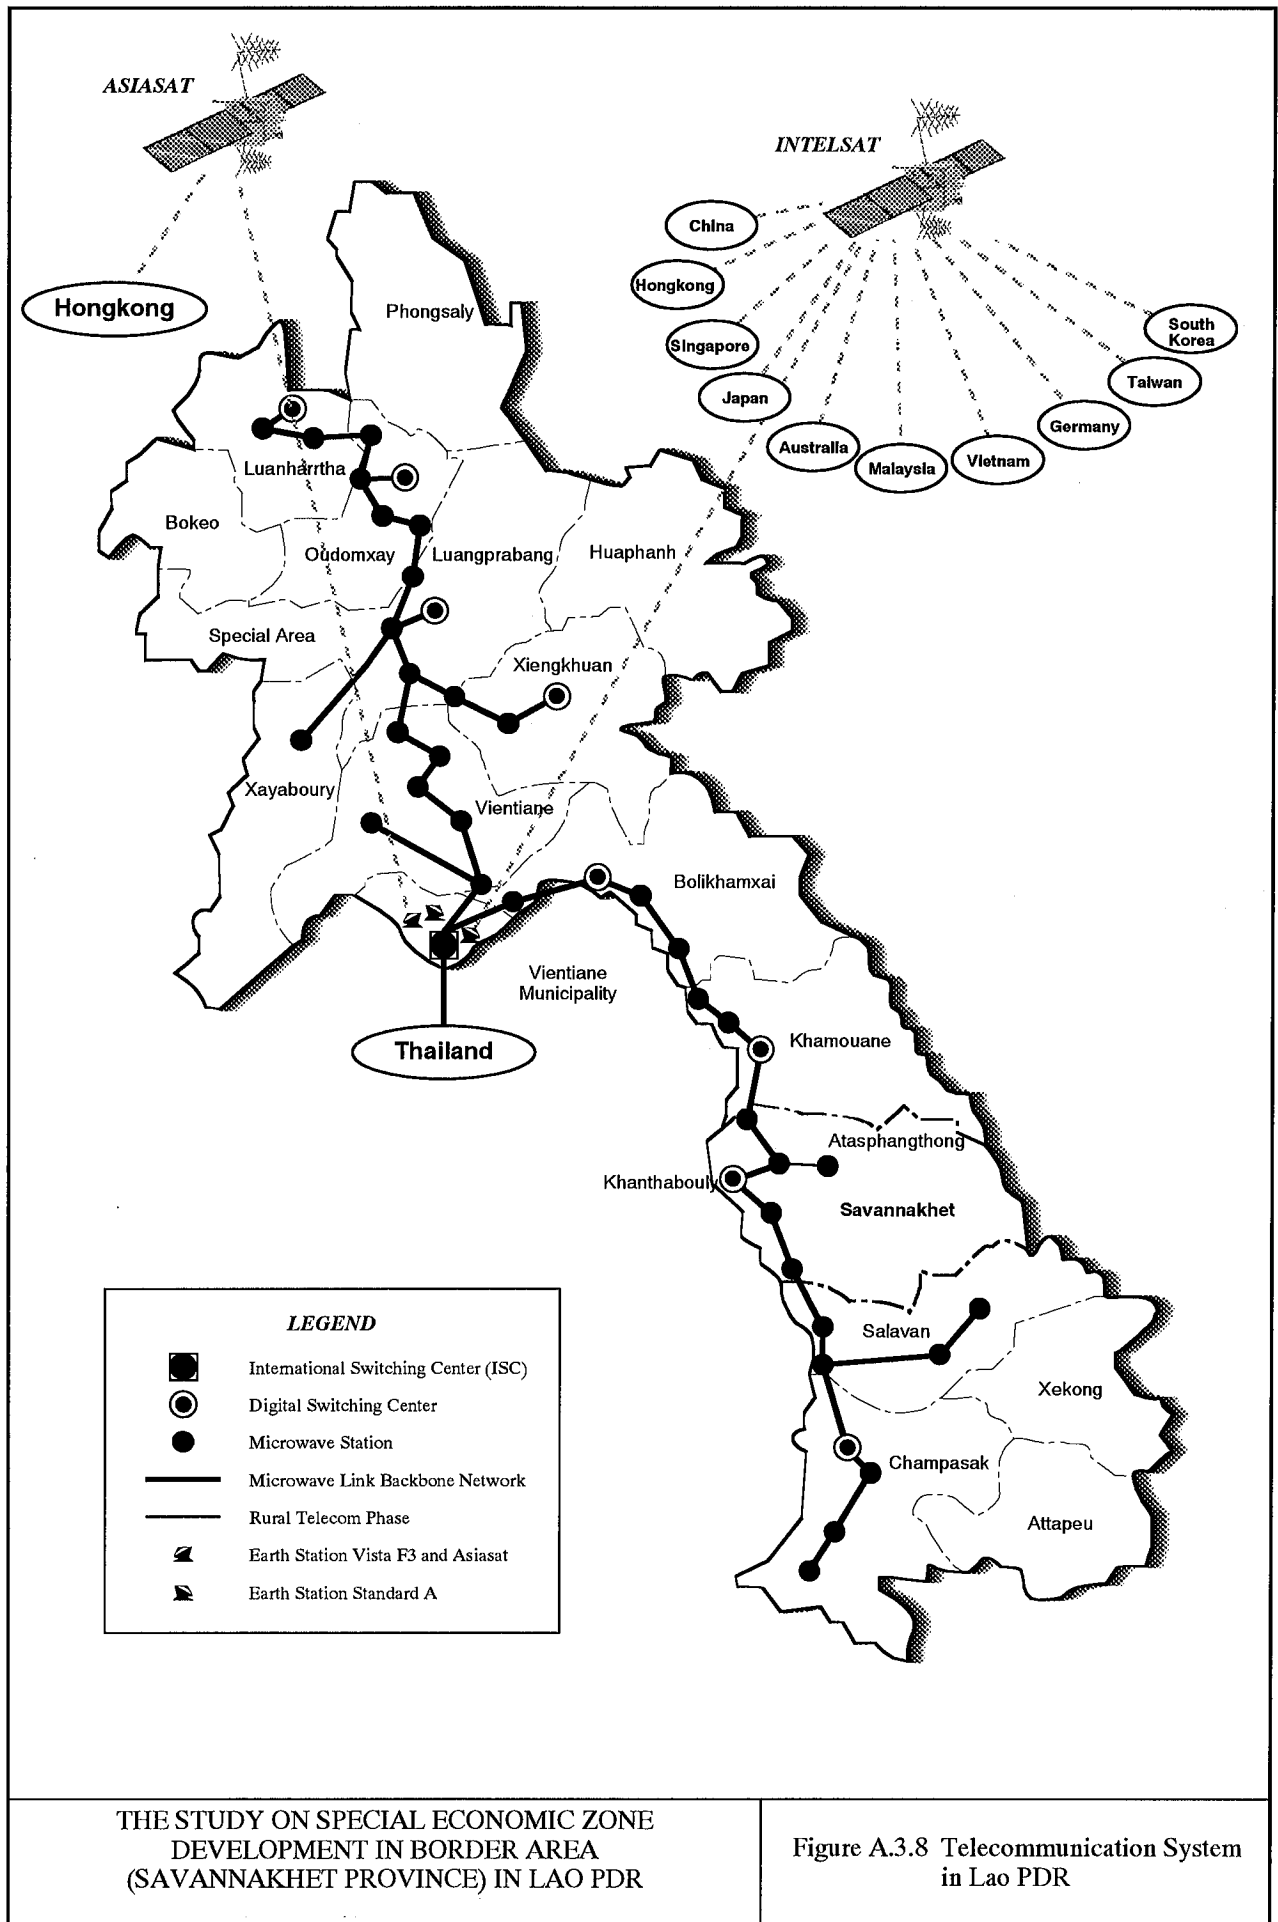 ASIASAT
INTELSAT
China
Hongkong
Singapore
Japan
Australia
Malaysia
Vietnam
Germany
Taiwan
South
Korea
Hongkong
Phongsaly
Luanharrtha
Bokeo
Oudomxay
Luangprabang
Huaphanh
Special Area
Xiengkhuan
Xayaboury
Vientiane
Bolikhamxai
Vientiane
Municipality
Thailand
Khamouane
Atasphangthong
Khanthabouly
Savannakhet
Salavan
Xekong
Champasak
Attapeu
LEGEND
International Switching Center (ISC)
Digital Switching Center
Microwave Station
Microwave Link Backbone Network
Rural Telecom Phase
Earth Station Vista F3 and Asiasat
Earth Station Standard A
THE STUDY ON SPECIAL ECONOMIC ZONE
DEVELOPMENT IN BORDER AREA
(SAVANNAKHET PROVINCE) IN LAO PDR
Figure A.3.8 Telecommunication System
in Lao PDR